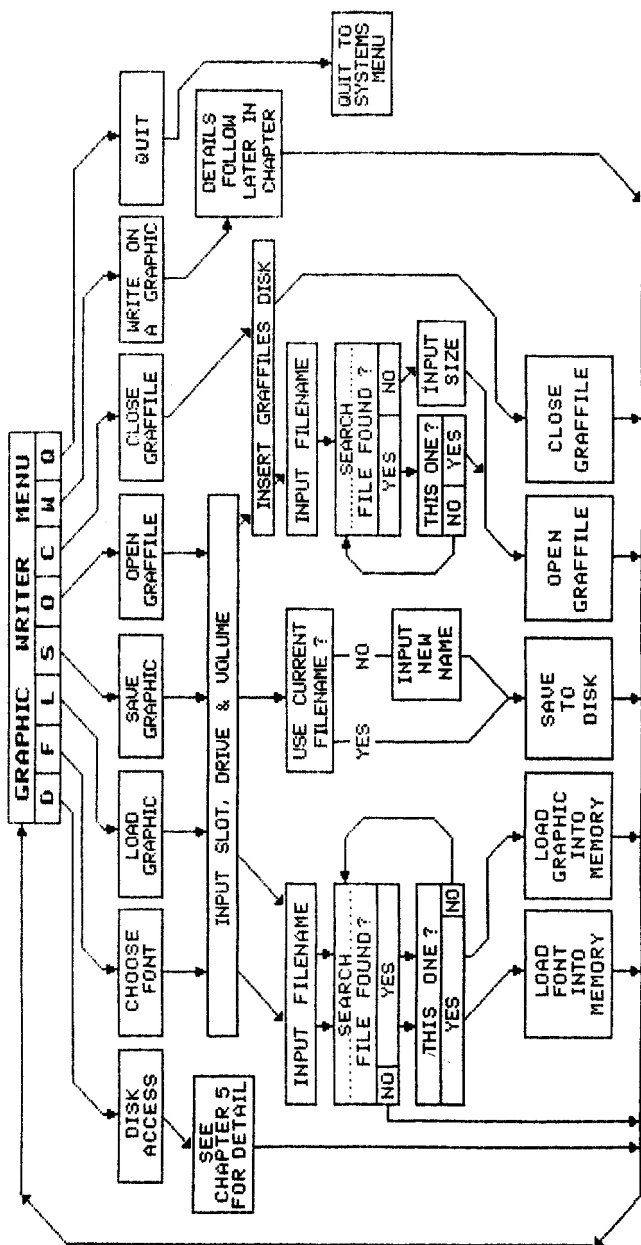 GRAPHIC WRITER MENU
D F L S O C W Q
DISK
ACCESS
CHOOSE
FONT
LOAD
GRAPHIC
SAVE
GRAPHIC
OPEN
GRAFFILE
CLOSE
GRAFFILE
WRITE ON
A GRAPHIC
QUIT
SEE
CHAPTER 5
FOR DETAIL
INPUT SLOT, DRIVE & VOLUME
INSERT GRAFFILES DISK
DETAILS
FOLLOW
LATER IN
CHAPTER
QUIT TO
SYSTEMS
MENU
INPUT FILENAME
SEARCH
FILE FOUND?
NO YES
THIS ONE?
YES NO
USE CURRENT
FILENAME?
YES NO
INPUT
NEW
NAME
INPUT FILENAME
SEARCH
FILE FOUND?
YES NO
THIS ONE?
NO YES
INPUT
SIZE
LOAD
FONT
INTO
MEMORY
LOAD
GRAPHIC
INTO
MEMORY
SAVE
TO
DISK
OPEN
GRAFFILE
CLOSE
GRAFFILE